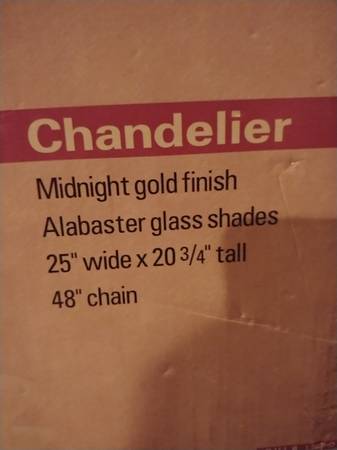 Chandelier
Midnight gold finish
Alabaster glass shades
25" wide x 20 3/4" tall
48" chain